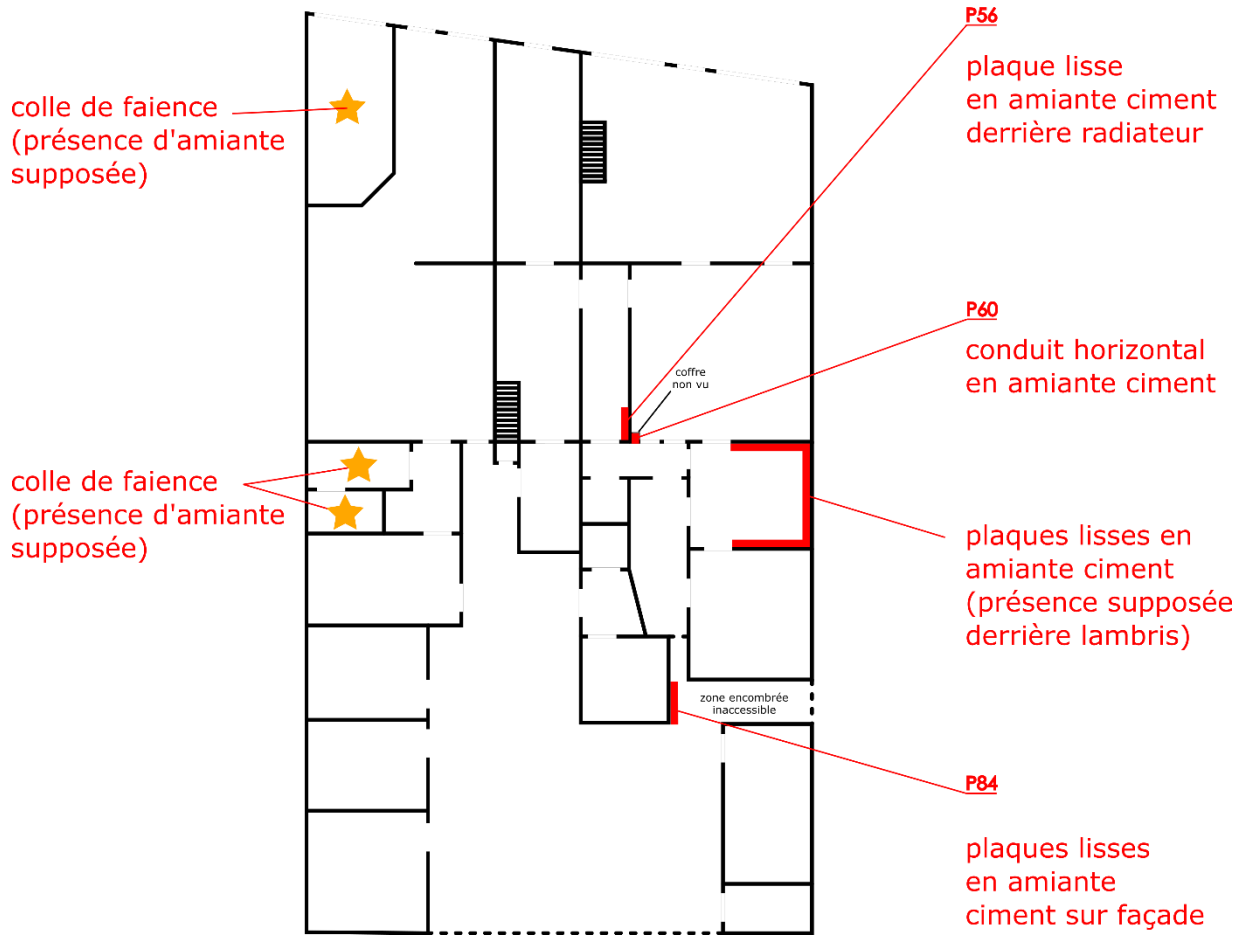 colle de faience
(présence d'amiante
supposée)
P56
plaque lisse
en amiante ciment
derrière radiateur
P60
conduit horizontal
en amiante ciment
coffre
non vu
colle de faience
(présence d'amiante
supposée)
plaques lisses en
amiante ciment
(présence supposée
derrière lambris)
zone encombrée
inaccessible
P84
plaques lisses
en amiante
ciment sur façade